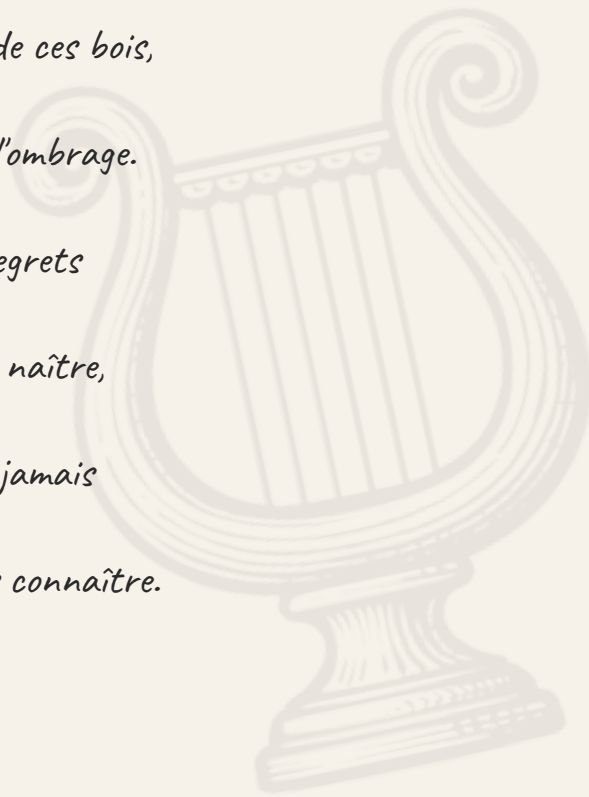 de ces bois,
l'ombrage.
egrets
naître,
jamais
connaître.